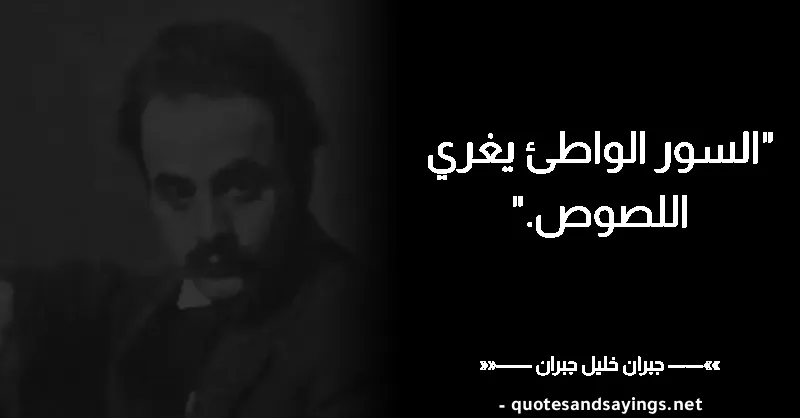 "السور الواطئ يغري
اللصوص."
»»—— جبران خليل جبران ——««
- quotesandsayings.net